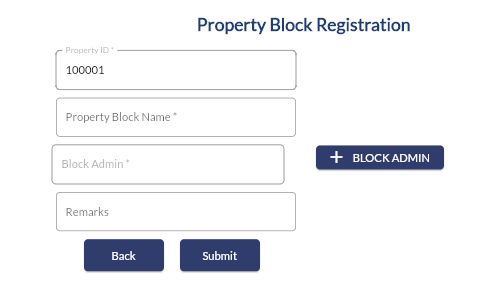 Property Block Registration
Property ID *
100001
Property Block Name *
Block Admin *
+ BLOCK ADMIN
Remarks
Back Submit